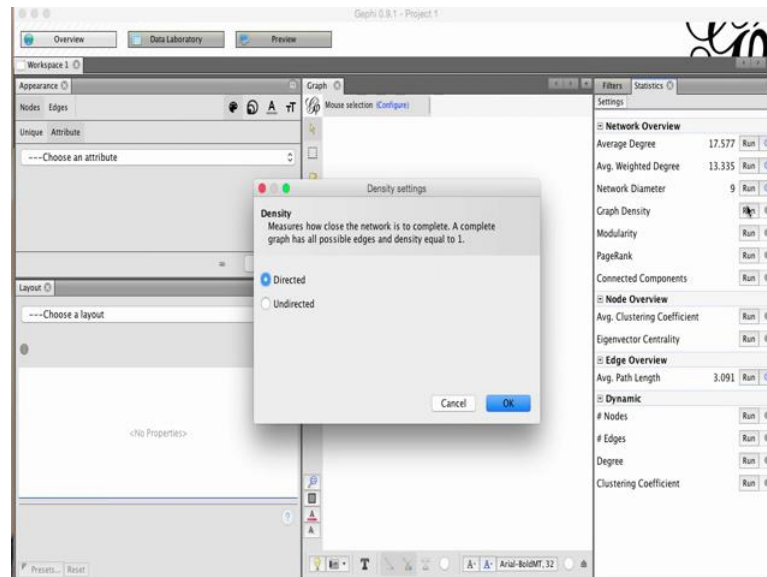 Gephi 0.9.1 - Project 1
Overview
Data Laboratory
Preview
Workspace 1
Appearance
Nodes Edges
Unique Attribute
---Choose an attribute
=
Layout
---Choose a layout
<No Properties>
Presets... Reset
Graph
Mouse selection (Configure)
Density settings
Density
Measures how close the network is to complete. A complete
graph has all possible edges and density equal to 1.
Directed
Undirected
Cancel OK
T
A- A- Arial-BoldMT, 32
Filters Statistics
Settings
Network Overview
Average Degree 17.577 Run
Avg. Weighted Degree 13.335 Run
Network Diameter 9 Run
Graph Density
Modularity Run
PageRank Run
Connected Components Run
Node Overview
Avg. Clustering Coefficient Run
Eigenvector Centrality Run
Edge Overview
Avg. Path Length 3.091 Run
Dynamic
# Nodes Run
# Edges Run
Degree Run
Clustering Coefficient Run